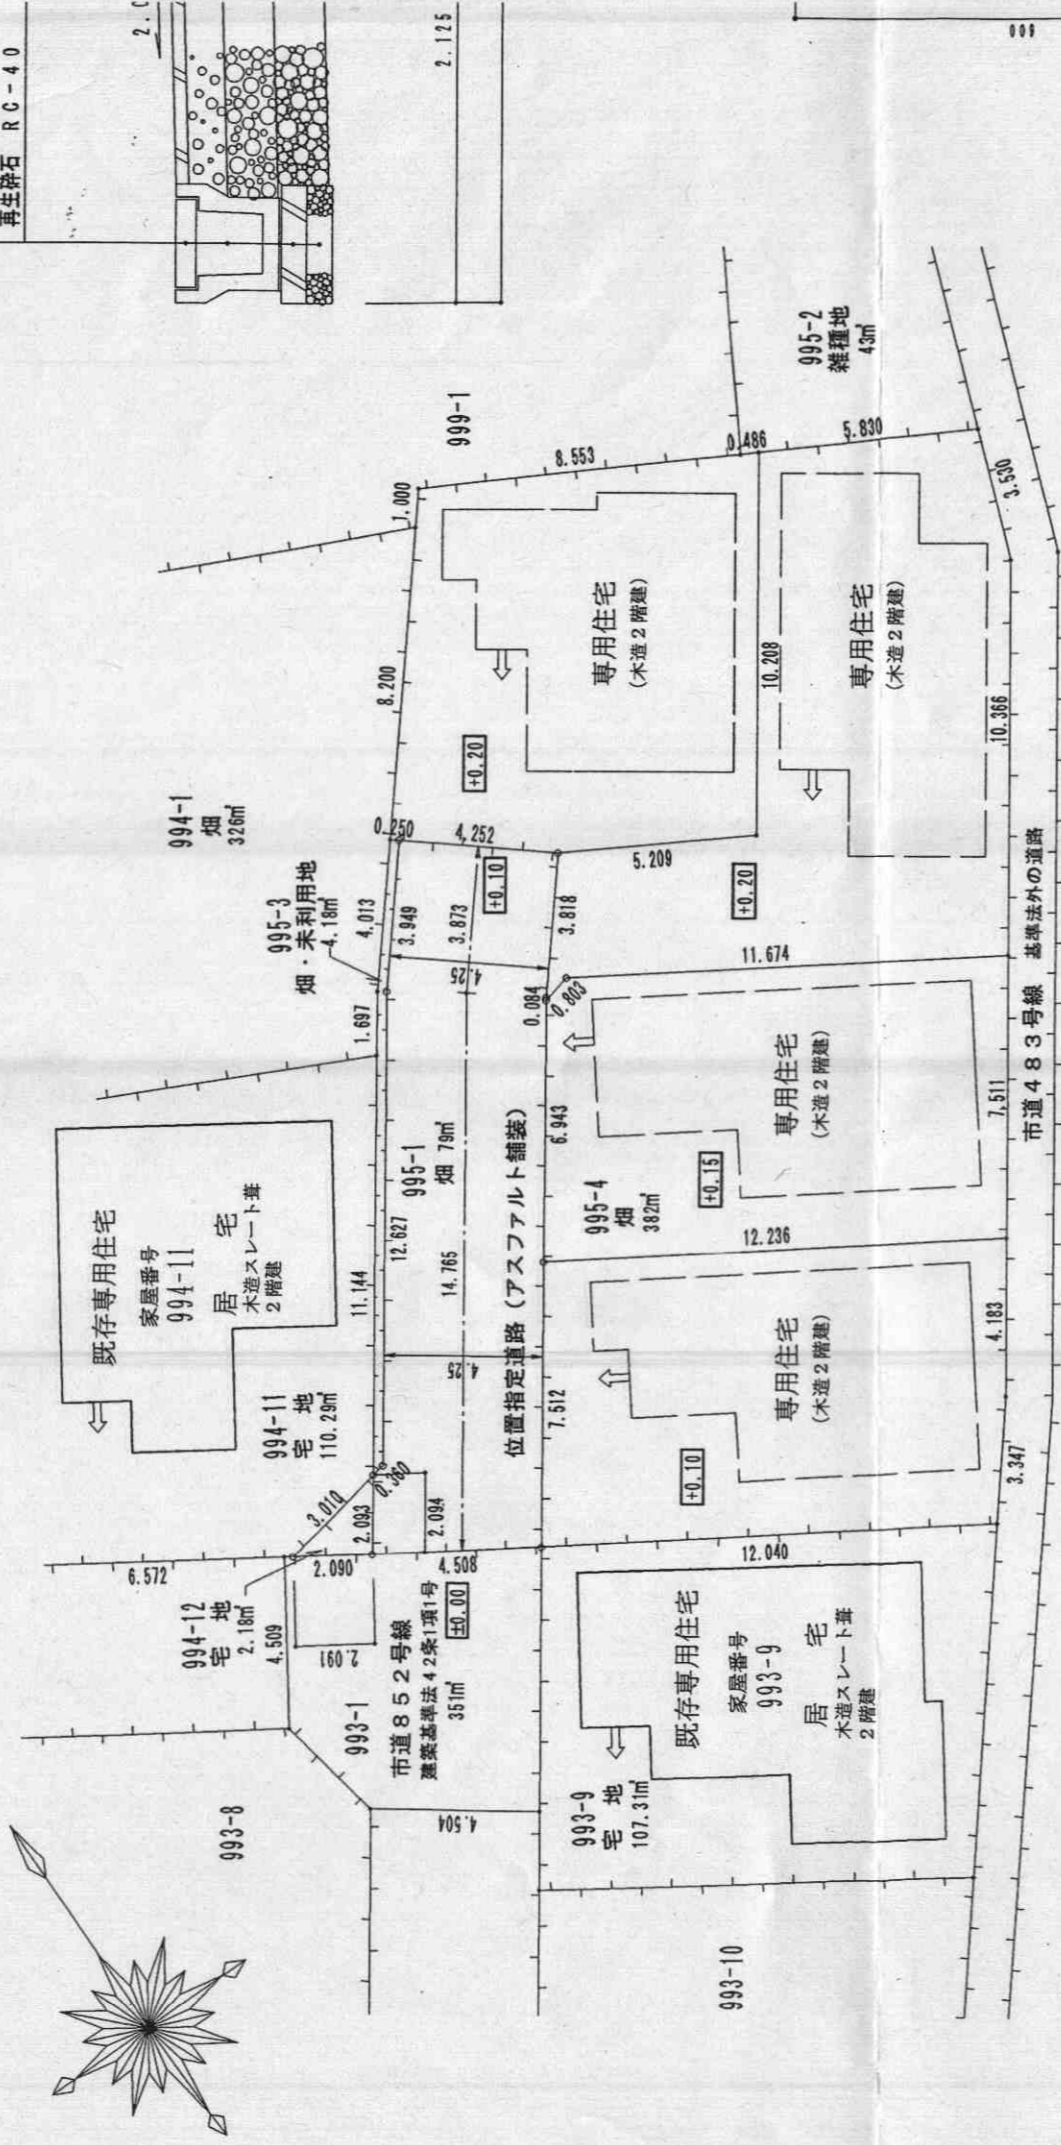 再生砕石 RC-40
2.125
600
999-1
995-2
雑種地
43㎡
1.000
8.553
0.486
5.830
3.530
8.200
専用住宅
(木造2階建)
10.208
専用住宅
(木造2階建)
10.366
+0.20
994-1
畑
326㎡
0.250
4.252
+0.10
5.209
+0.20
995-3
畑・未利用地
4.18㎡
4.013
3.949
3.873
3.818
4.25
1.697
0.084
0.803
11.674
市道483号線 基準法外の道路
既存専用住宅
家屋番号
994-11
居 宅
木造スレート葺
2階建
995-1
畑 79㎡
12.627
11.144
14.765
位置指定道路(アスファルト舗装)
6.943
995-4
畑
382㎡
専用住宅
(木造2階建)
7.511
+0.15
12.236
994-11
宅 地
110.29㎡
4.25
7.512
専用住宅
(木造2階建)
4.183
+0.10
3.347
3.010
0.360
2.093
2.094
6.572
2.090
4.508
12.040
994-12
宅 地
2.18㎡
4.509
2.091
993-1
市道852号線
建築基準法42条1項1号
351㎡
±0.00
既存専用住宅
家屋番号
993-9
居 宅
木造スレート葺
2階建
993-8
4.504
993-9
宅 地
107.31㎡
993-10